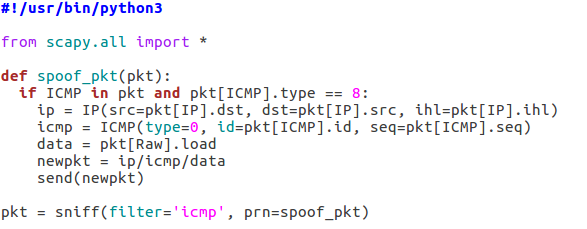 #!/usr/bin/python3

from scapy.all import *

def spoof_pkt(pkt):
  if ICMP in pkt and pkt[ICMP].type == 8:
    ip = IP(src=pkt[IP].dst, dst=pkt[IP].src, ihl=pkt[IP].ihl)
    icmp = ICMP(type=0, id=pkt[ICMP].id, seq=pkt[ICMP].seq)
    data = pkt[Raw].load
    newpkt = ip/icmp/data
    send(newpkt)

pkt = sniff(filter='icmp', prn=spoof_pkt)